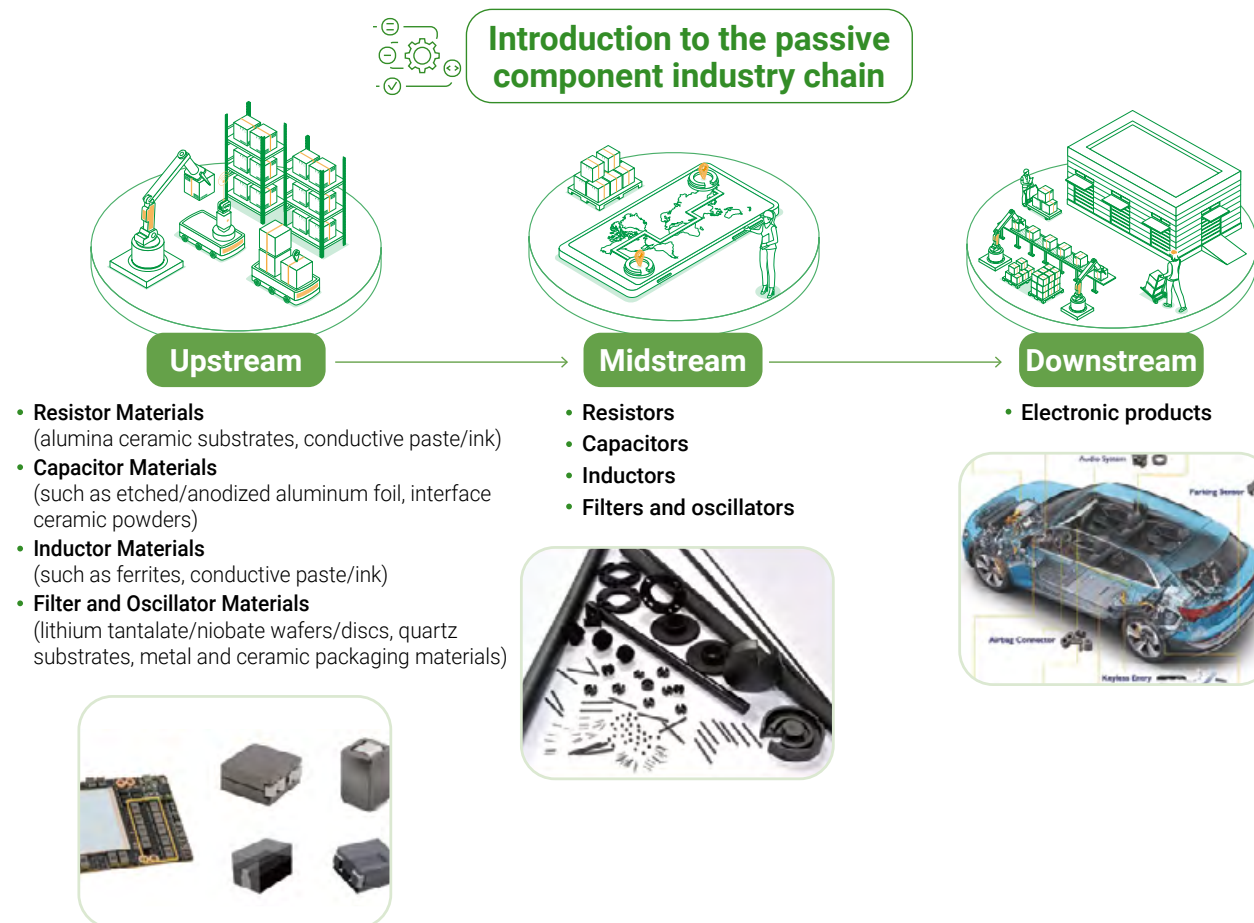 Introduction to the passive
component industry chain
Upstream
Midstream
Downstream
• Resistor Materials
(alumina ceramic substrates, conductive paste/ink)
• Capacitor Materials
(such as etched/anodized aluminum foil, interface
ceramic powders)
• Inductor Materials
(such as ferrites, conductive paste/ink)
• Filter and Oscillator Materials
(lithium tantalate/niobate wafers/discs, quartz
substrates, metal and ceramic packaging materials)
• Resistors
• Capacitors
• Inductors
• Filters and oscillators
• Electronic products
Audio System
Parking Sensor
Airbag Connector
Keyless Entry